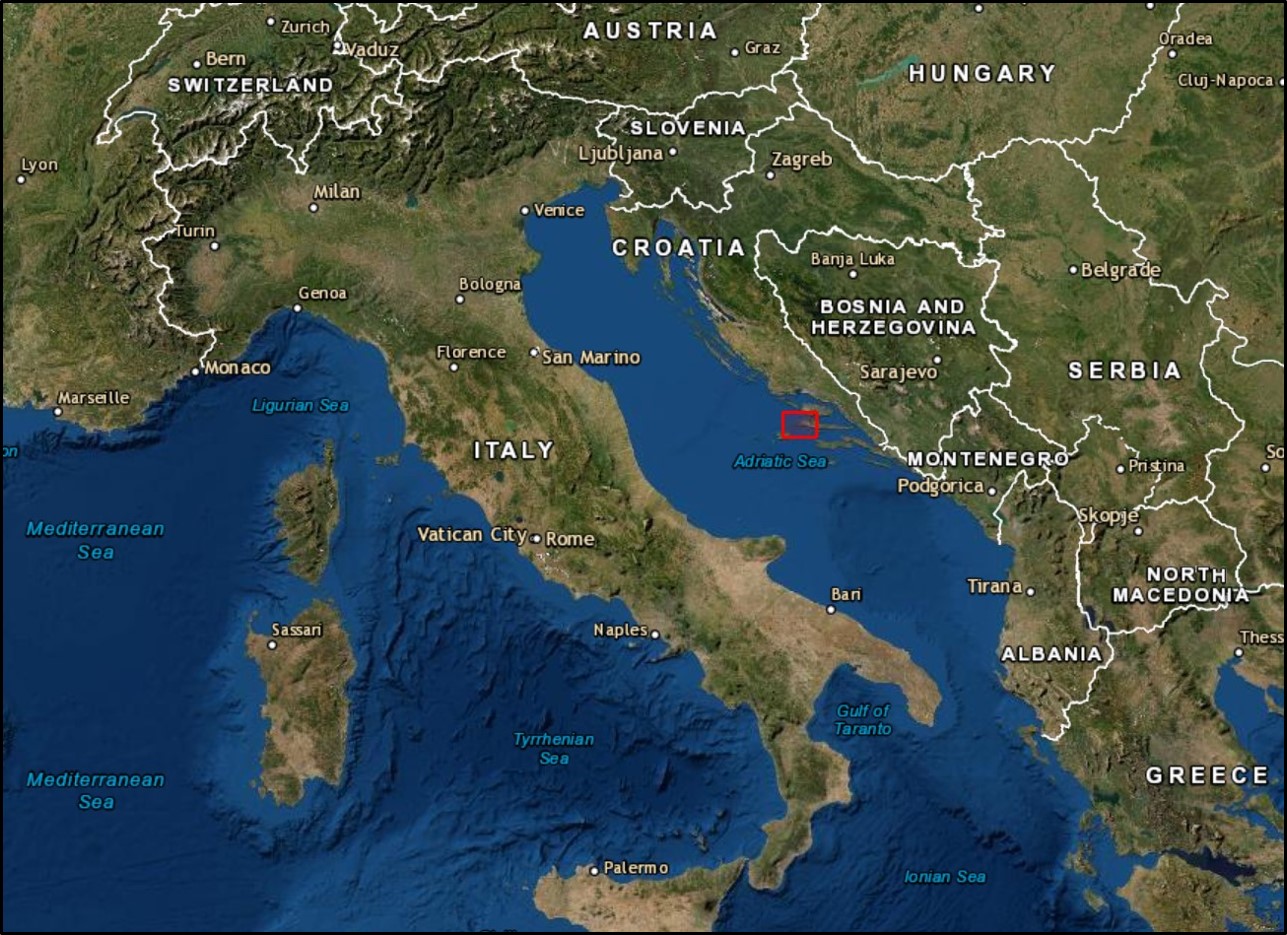 AUSTRIA
Zurich
Vaduz
Graz
Oradea
Bern
SWITZERLAND
HUNGARY
Cluj-Napoca
SLOVENIA
Ljubljana
Zagreb
Lyon
Milan
Venice
Turin
CROATIA
Banja Luka
Belgrade
Bologna
Genoa
BOSNIA AND
HERZEGOVINA
Florence
San Marino
Monaco
Sarajevo
SERBIA
Marseille
Ligurian Sea
ITALY
Adriatic Sea
MONTENEGRO
Pristina
So
on
Podgorica
Skopje
Mediterranean
Sea
Vatican City
Rome
Tirana
NORTH
MACEDONIA
Bari
Sassari
Naples
Thess
ALBANIA
Gulf of
Taranto
Tyrrhenian
Sea
Mediterranean
Sea
GREECE
Palermo
Ionian Sea